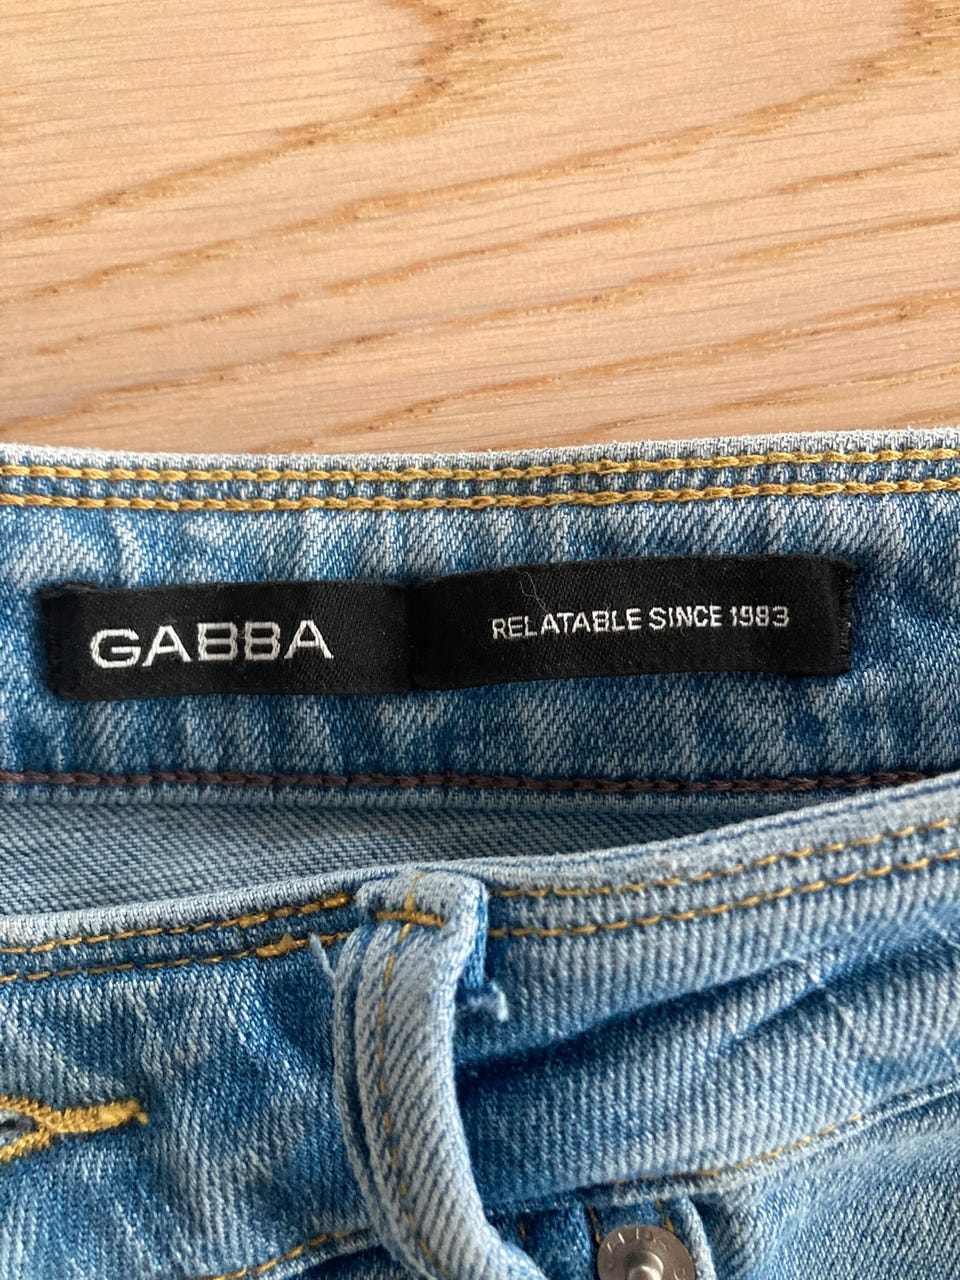 GABBA
RELATABLE SINCE 1983